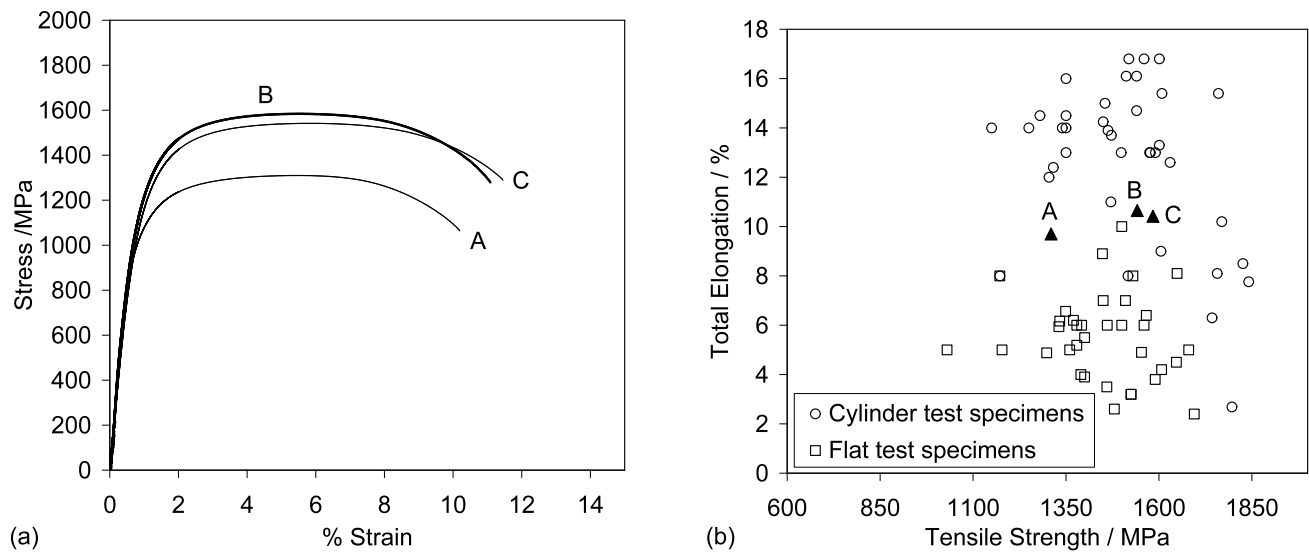 2000
1800
1600
1400
1200
1000
800
600
400
200
0
Stress /MPa
B
C
A
0 2 4 6 8 10 12 14
% Strain
(a)
18
16
14
12
10
8
6
4
2
0
Total Elongation / %
A
B
C
Cylinder test specimens
Flat test specimens
600 850 1100 1350 1600 1850
Tensile Strength / MPa
(b)